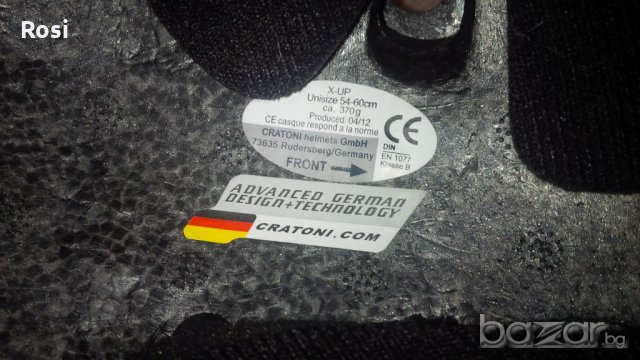 Rosi
X-UP
Unisize 54-60cm
ca. 370g
Produced: 04/12
CE casque respond a la norme
CRATONI helmets GmbH
73635 Rudersberg/Germany
FRONT →
CE
DIN
EN 1077
Klasse B
ADVANCED GERMAN
DESIGN+TECHNOLOGY
CRATONI.COM
bazar.bg